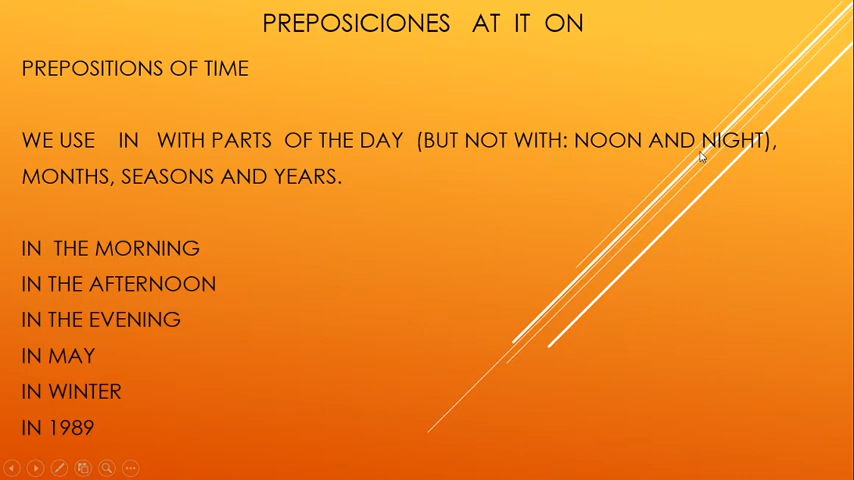 PREPOSICIONES AT IT ON
PREPOSITIONS OF TIME
WE USE IN WITH PARTS OF THE DAY (BUT NOT WITH: NOON AND NIGHT),
MONTHS, SEASONS AND YEARS.
IN THE MORNING
IN THE AFTERNOON
IN THE EVENING
IN MAY
IN WINTER
IN 1989